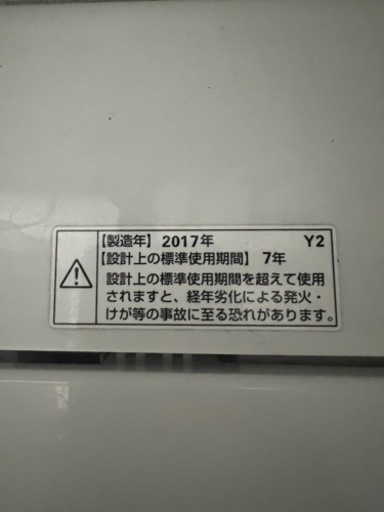 【製造年】 2017年 Y2
【設計上の標準使用期間】 7年
設計上の標準使用期間を超えて使用
されますと、経年劣化による発火・
けが等の事故に至る恐れがあります。